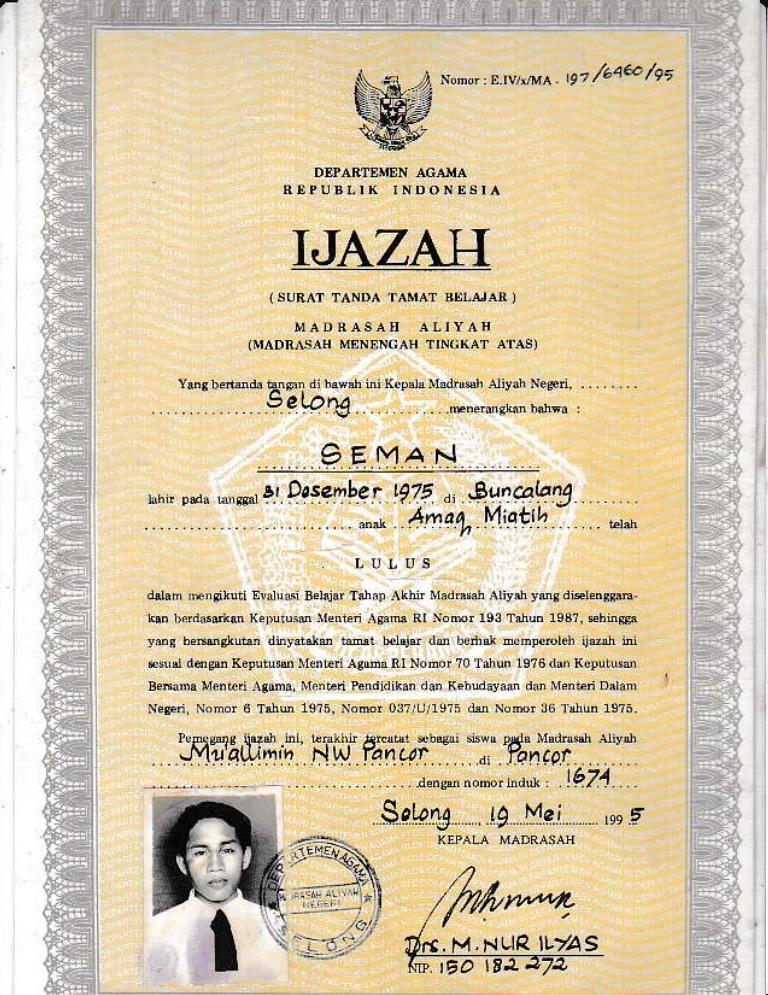 Nomor : E.IV/x/MA - 197/6460/95
DEPARTEMEN AGAMA
REPUBLIK INDONESIA
IJAZAH
( SURAT TANDA TAMAT BELAJAR )
MADRASAH ALIYAH
(MADRASAH MENENGAH TINGKAT ATAS)
Yang bertanda tangan di bawah ini Kepala Madrasah Aliyah Negeri, ........
Selong menerangkan bahwa :
SEMAN
lahir pada tanggal 31 Desember 1975 di Buncalang
anak Amaq Miatih telah
LULUS
dalam mengikuti Evaluasi Belajar Tahap Akhir Madrasah Aliyah yang diselenggara-
kan berdasarkan Keputusan Menteri Agama RI Nomor 193 Tahun 1987, sehingga
yang bersangkutan dinyatakan tamat belajar dan berhak memperoleh ijazah ini
sesuai dengan Keputusan Menteri Agama RI Nomor 70 Tahun 1976 dan Keputusan
Bersama Menteri Agama, Menteri Pendidikan dan Kebudayaan dan Menteri Dalam
Negeri, Nomor 6 Tahun 1975, Nomor 037/U/1975 dan Nomor 36 Tahun 1975.
Pemegang ijazah ini, terakhir tercatat sebagai siswa pada Madrasah Aliyah
Mu'allimin NW Pancor di Pancor
dengan nomor induk : 1674
Selong, 19 Mei 1995
KEPALA MADRASAH
DEPARTEMEN AGAMA
ALIYAH
NEGERI
SELONG
Drs. M. NUR ILYAS
NIP. 150 182 272